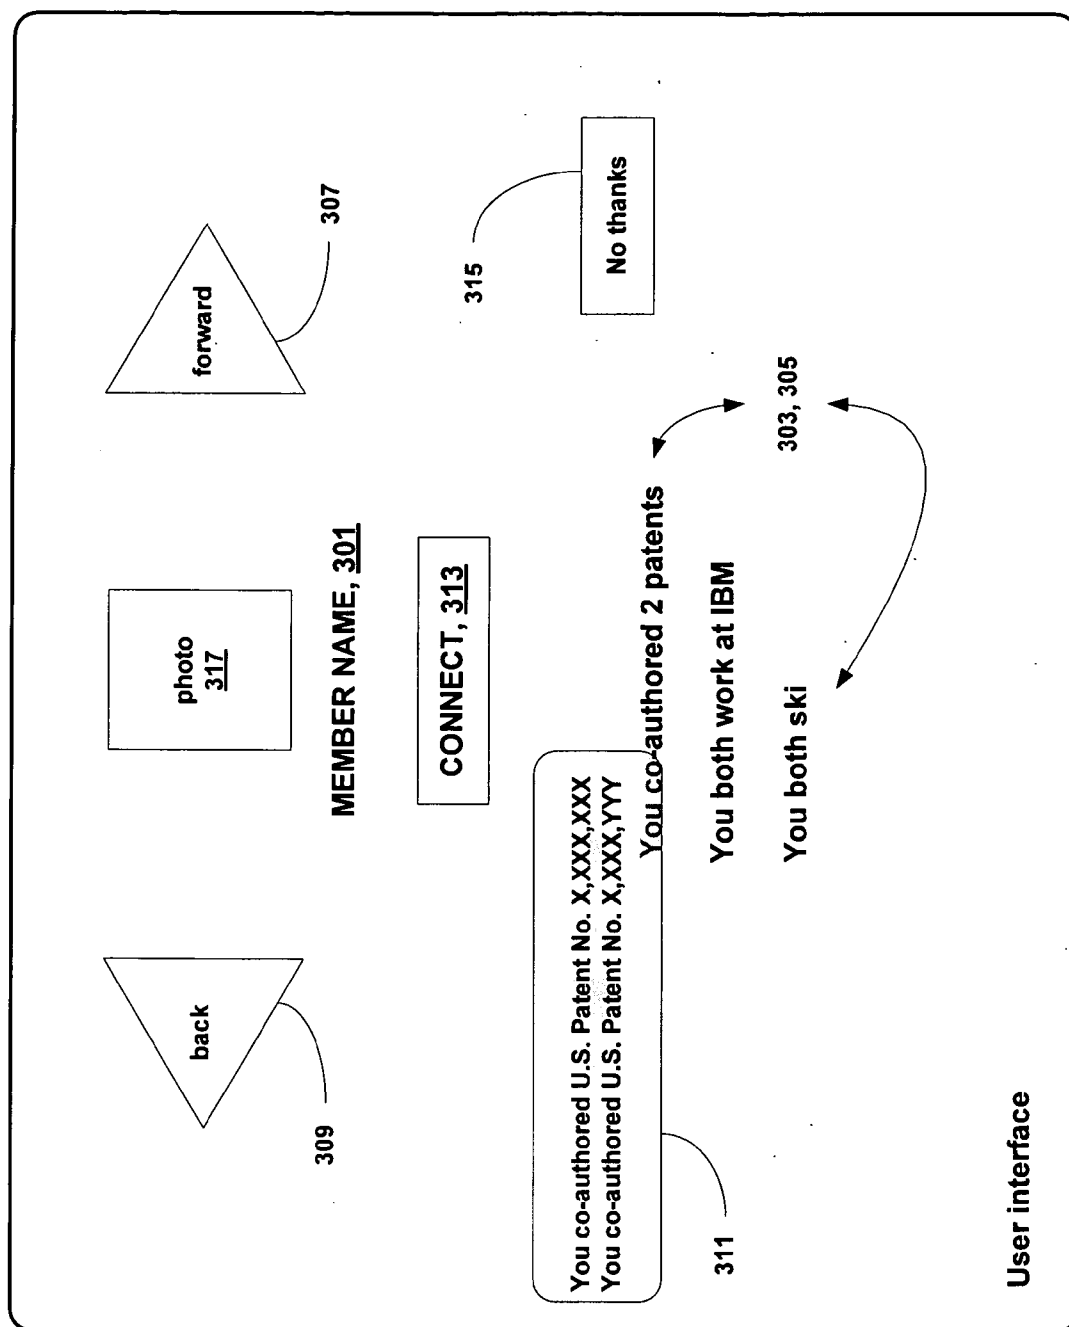 back
photo
317
forward
309
307
MEMBER NAME, 301
CONNECT, 313
315
You co-authored U.S. Patent No. X,XXX,XXX
You co-authored U.S. Patent No. X,XXX,YYY
No thanks
You co-authored 2 patents
311
You both work at IBM
303, 305
You both ski
User interface